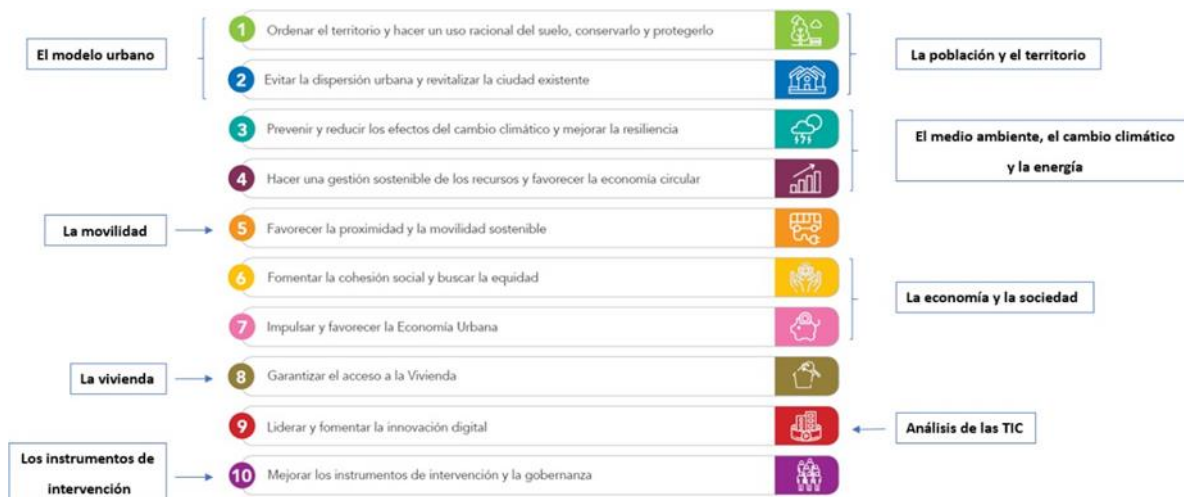 El modelo urbano
1 Ordenar el territorio y hacer un uso racional del suelo, conservarlo y protegerlo
2 Evitar la dispersión urbana y revitalizar la ciudad existente
La población y el territorio
3 Prevenir y reducir los efectos del cambio climático y mejorar la resiliencia
4 Hacer una gestión sostenible de los recursos y favorecer la economía circular
El medio ambiente, el cambio climático
y la energía
La movilidad
5 Favorecer la proximidad y la movilidad sostenible
6 Fomentar la cohesión social y buscar la equidad
7 Impulsar y favorecer la Economía Urbana
La economía y la sociedad
La vivienda
8 Garantizar el acceso a la Vivienda
9 Liderar y fomentar la innovación digital
Análisis de las TIC
Los instrumentos de
intervención
10 Mejorar los instrumentos de intervención y la gobernanza